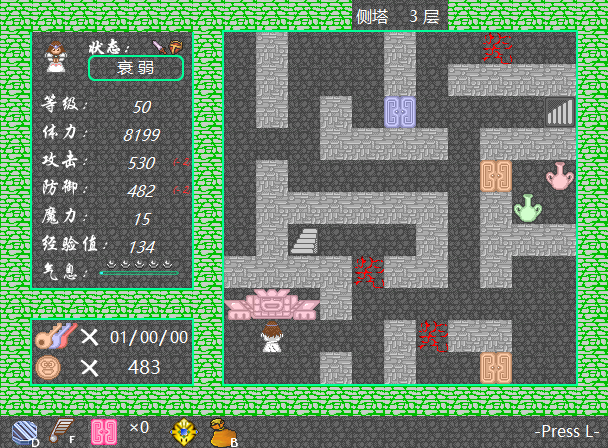 侧塔 3 层
状态:
衰弱
等级: 50
体力: 8199
攻击: 530
防御: 482
魔力: 15
经验值: 134
气息:
× 01/00/00
× 483
D
F
×0
B
-Press L-